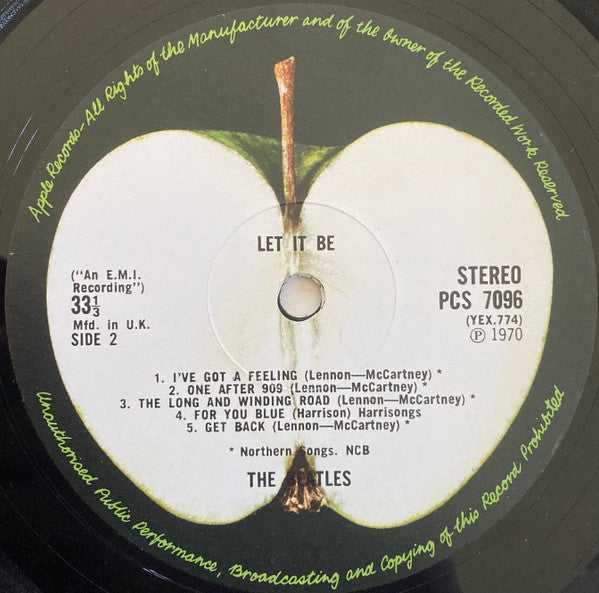 Apple Records-All Rights of the Manufacturer and of the Owner of the Recorded Work Reserved
LET IT BE
("An E.M.I.
Recording")
33⅓
Mfd. in U.K.
SIDE 2
STEREO
PCS 7096
(YEX.774)
Ⓟ 1970
1. I'VE GOT A FEELING (Lennon—McCartney) *
2. ONE AFTER 909 (Lennon—McCartney) *
3. THE LONG AND WINDING ROAD (Lennon—McCartney) *
4. FOR YOU BLUE (Harrison) Harrisongs
5. GET BACK (Lennon—McCartney) *
* Northern Songs. NCB
THE BEATLES
Unauthorised Public Performance, Broadcasting and Copying of this Record Prohibited